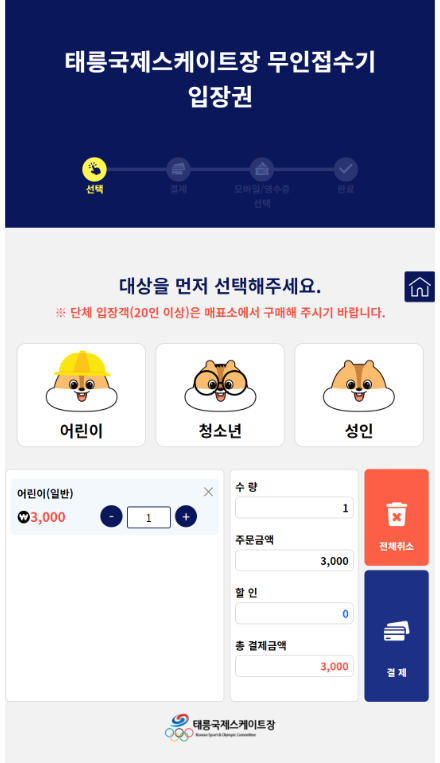 태릉국제스케이트장 무인접수기
입장권
선택
결제
모바일/영수증
선택
완료
대상을 먼저 선택해주세요.
※ 단체 입장객(20인 이상)은 매표소에서 구매해 주시기 바랍니다.
어린이
청소년
성인
어린이(일반)
₩3,000
-
1
+
수 량
1
주문금액
3,000
할 인
0
총 결제금액
3,000
전체취소
결 제
태릉국제스케이트장
Korean Sport & Olympic Committee